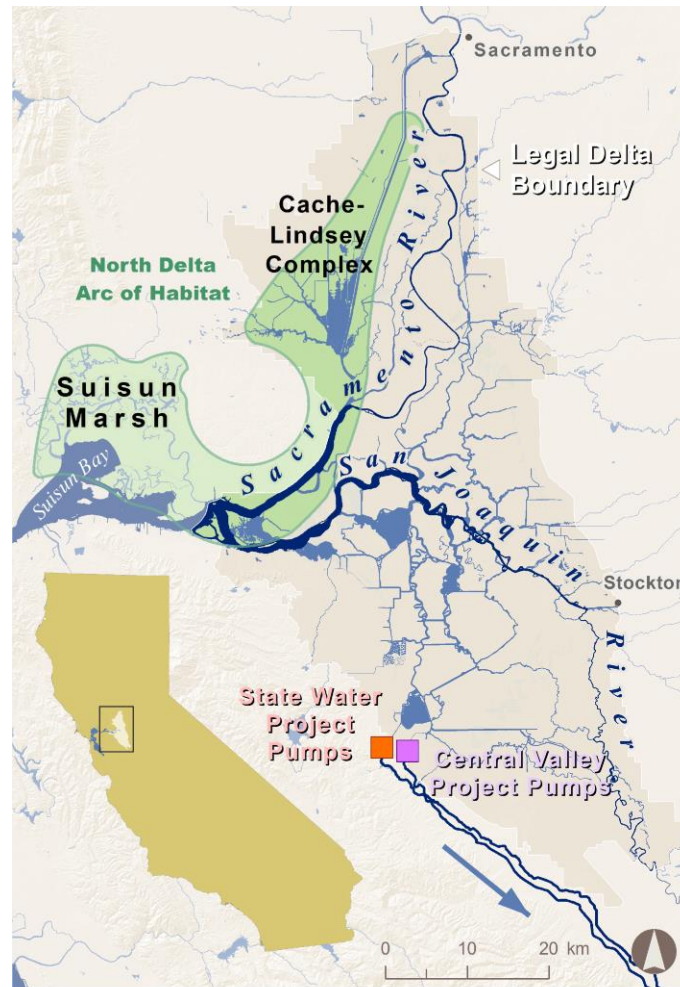 Sacramento
Legal Delta
Boundary
Cache-
Lindsey
Complex
North Delta
Arc of Habitat
Sacramento River
Suisun
Marsh
Suisun Bay
San Joaquin River
Stockton
State Water
Project
Pumps
Central Valley
Project Pumps
0 10 20 km